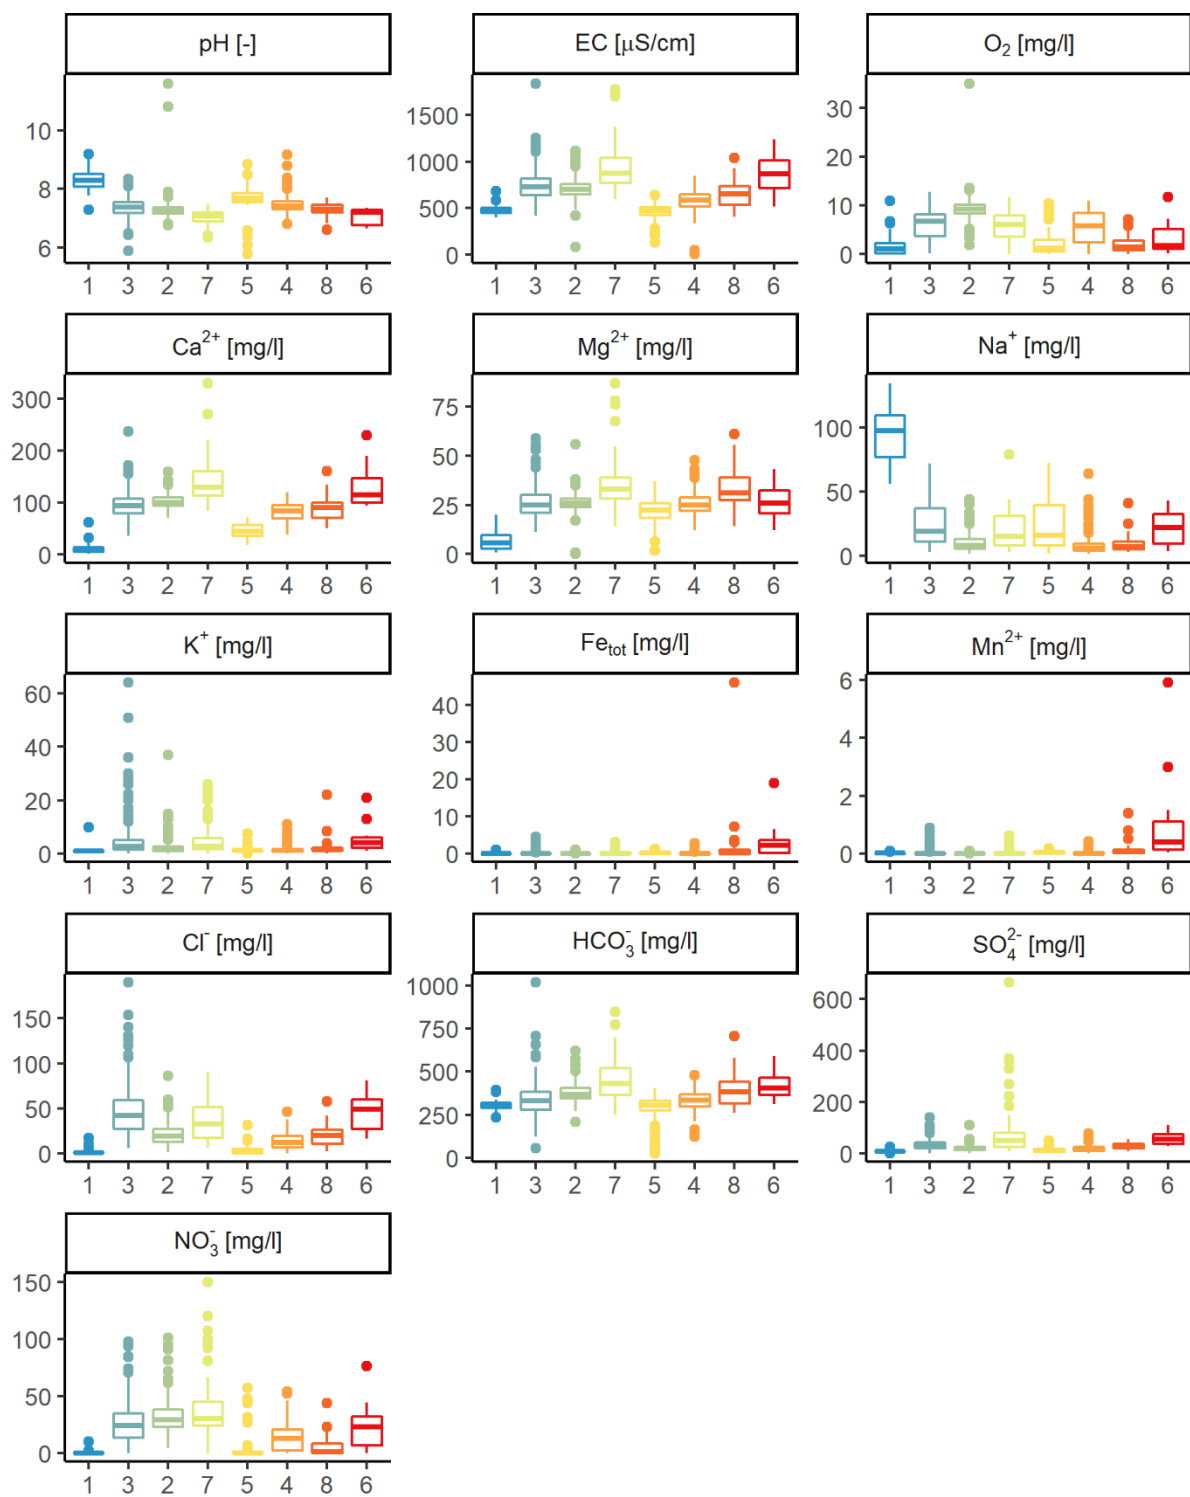 pH [-]
EC [μS/cm]
O₂ [mg/l]
10
8
6
1 3 2 7 5 4 8 6
1500
1000
500
0
1 3 2 7 5 4 8 6
30
20
10
0
1 3 2 7 5 4 8 6
Ca²⁺ [mg/l]
Mg²⁺ [mg/l]
Na⁺ [mg/l]
300
200
100
0
1 3 2 7 5 4 8 6
75
50
25
0
1 3 2 7 5 4 8 6
100
50
0
1 3 2 7 5 4 8 6
K⁺ [mg/l]
Fe_tot [mg/l]
Mn²⁺ [mg/l]
60
40
20
0
1 3 2 7 5 4 8 6
40
30
20
10
0
1 3 2 7 5 4 8 6
6
4
2
0
1 3 2 7 5 4 8 6
Cl⁻ [mg/l]
HCO₃⁻ [mg/l]
SO₄²⁻ [mg/l]
150
100
50
0
1 3 2 7 5 4 8 6
1000
750
500
250
0
1 3 2 7 5 4 8 6
600
400
200
0
1 3 2 7 5 4 8 6
NO₃⁻ [mg/l]
150
100
50
0
1 3 2 7 5 4 8 6